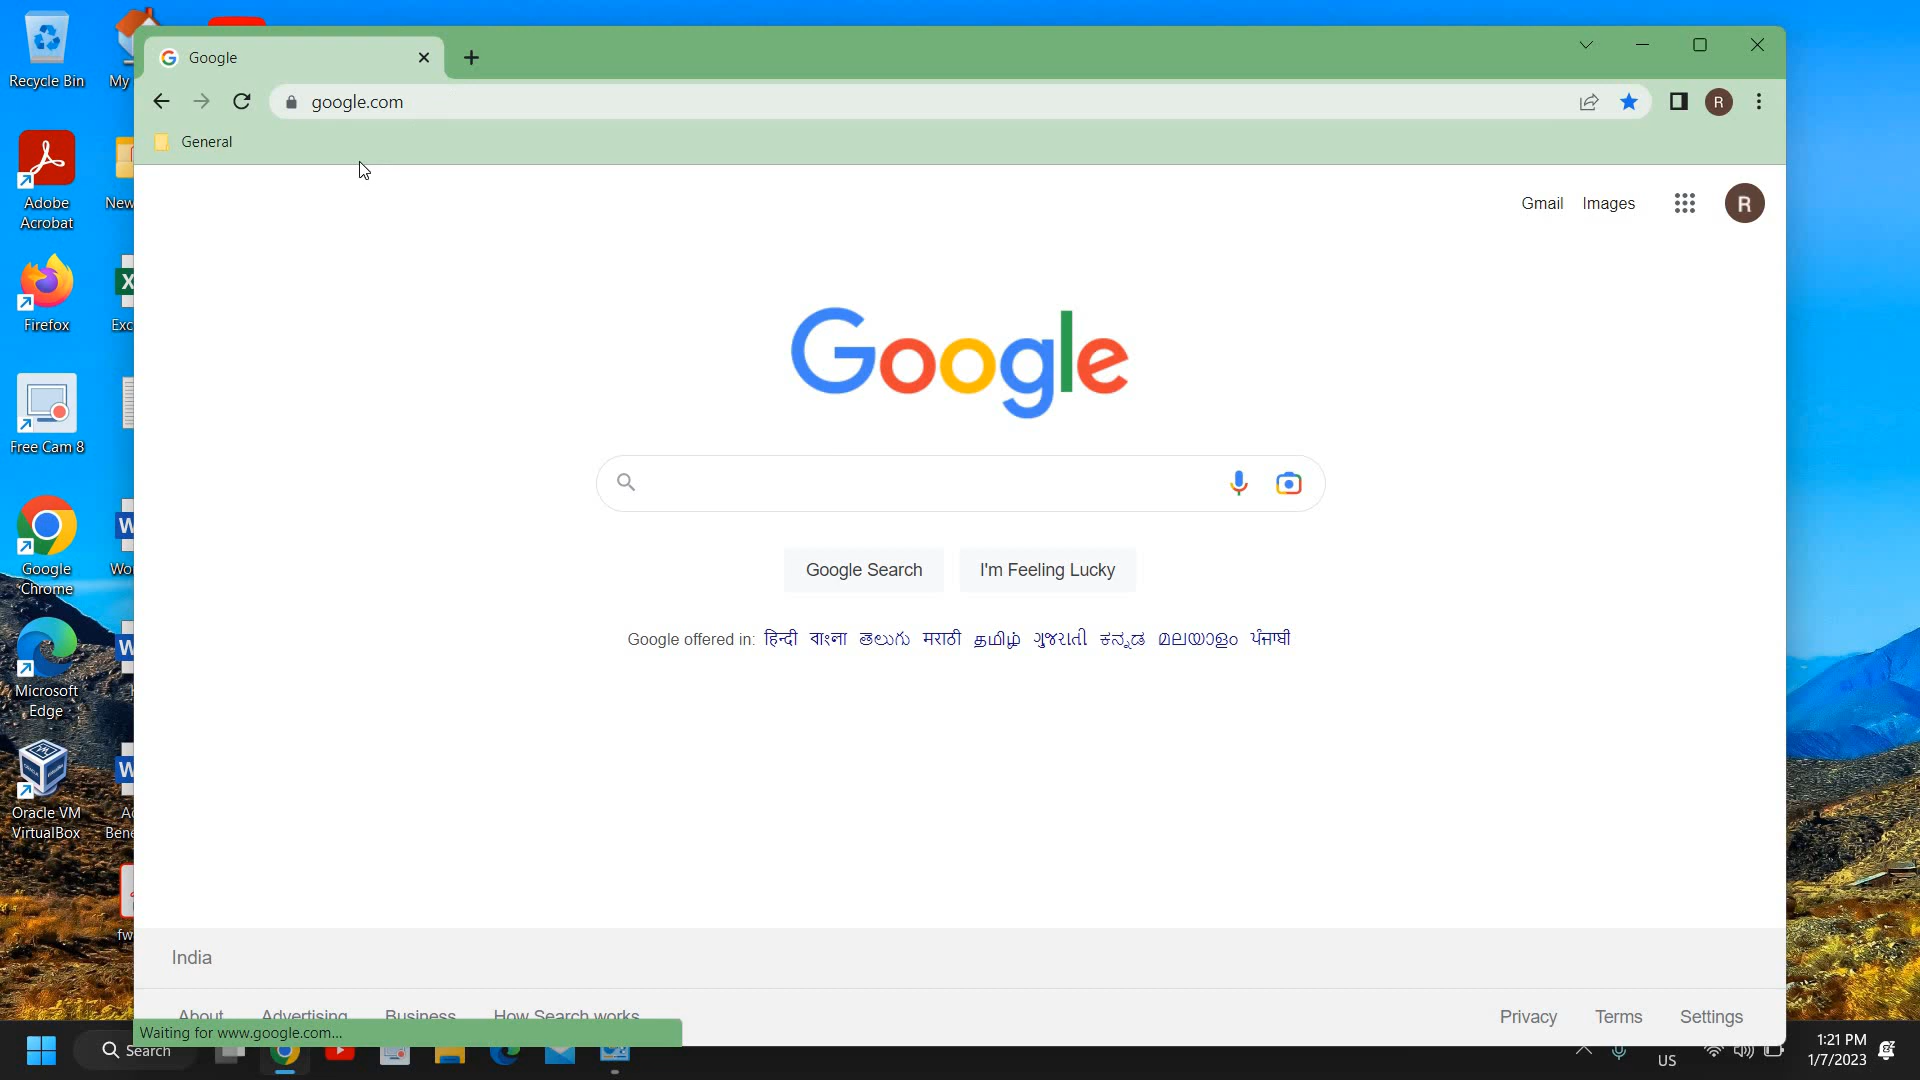 Recycle Bin
My
Adobe
Acrobat
New
Firefox
Exc
Free Cam 8
Google
Chrome
Wo
Microsoft
Edge
Oracle VM
VirtualBox
Ac
Bene
fw
Google
google.com
R
General
Gmail Images R
Google
Google Search I'm Feeling Lucky
Google offered in: हिन्दी বাংলা తెలుగు मराठी தமிழ் ગુજરાતી ಕನ್ನಡ മലയാളം ਪੰਜਾਬੀ
India
About Advertising Business How Search works Privacy Terms Settings
Waiting for www.google.com...
Search
US
1:21 PM
1/7/2023